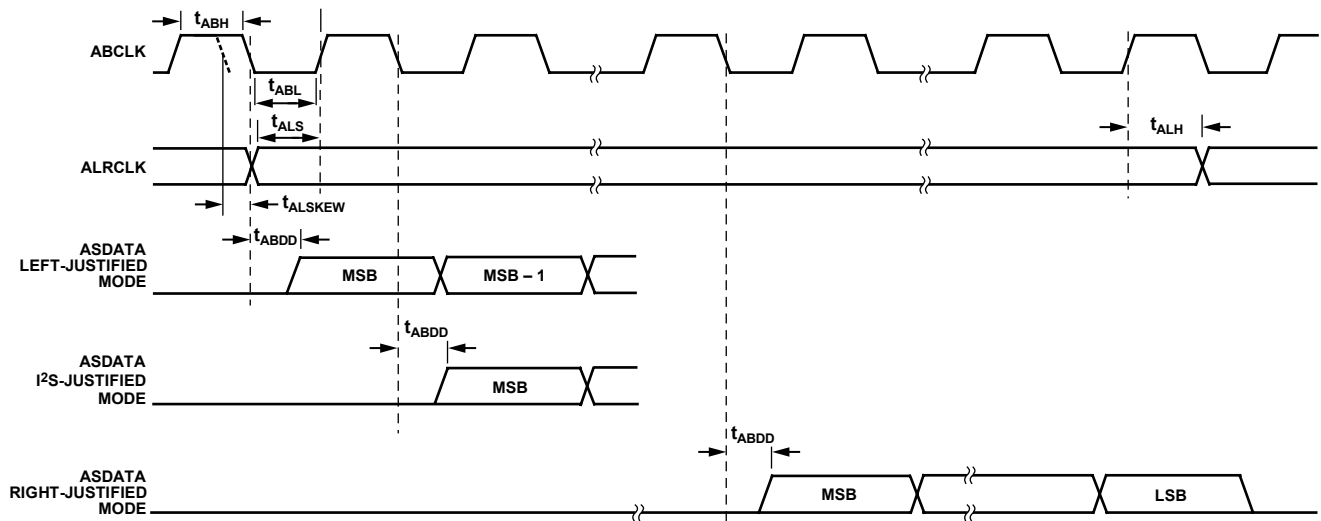 tABH
ABCLK
tABL
tALS
tALH
ALRCLK
tALSKEW
tABDD
ASDATA
LEFT-JUSTIFIED
MODE
MSB
MSB – 1
tABDD
ASDATA
I²S-JUSTIFIED
MODE
MSB
tABDD
ASDATA
RIGHT-JUSTIFIED
MODE
MSB
LSB